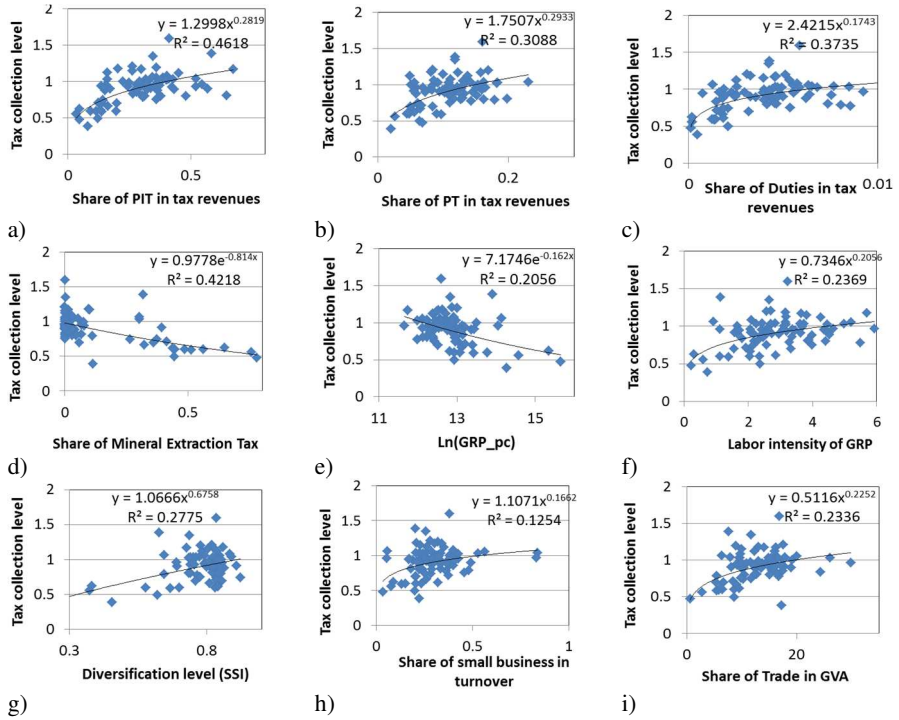 y = 1.2998x^0.2819
R² = 0.4618
Tax collection level
2
1.5
1
0.5
0
0
0.5
Share of PIT in tax revenues
a)
y = 1.7507x^0.2933
R² = 0.3088
Tax collection level
2
1.5
1
0.5
0
0
0.2
Share of PT in tax revenues
b)
y = 2.4215x^0.1743
R² = 0.3735
Tax collection level
2
1.5
1
0.5
0
0
0.01
Share of Duties in tax
revenues
c)
y = 0.9778e^-0.814x
R² = 0.4218
Tax collection level
2
1.5
1
0.5
0
0
0.5
Share of Mineral Extraction Tax
d)
y = 7.1746e^-0.162x
R² = 0.2056
Tax collection level
2
1.5
1
0.5
0
11
13
15
Ln(GRP_pc)
e)
y = 0.7346x^0.2056
R² = 0.2369
Tax collection level
2
1.5
1
0.5
0
0
2
4
6
Labor intensity of GRP
f)
y = 1.0666x^0.6758
R² = 0.2775
Tax collection level
2
1.5
1
0.5
0
0.3
0.8
Diversification level (SSI)
g)
y = 1.1071x^0.1662
R² = 0.1254
Tax collection level
2
1.5
1
0.5
0
0
0.5
1
Share of small business in
turnover
h)
y = 0.5116x^0.2252
R² = 0.2336
Tax collection level
2
1.5
1
0.5
0
0
20
Share of Trade in GVA
i)